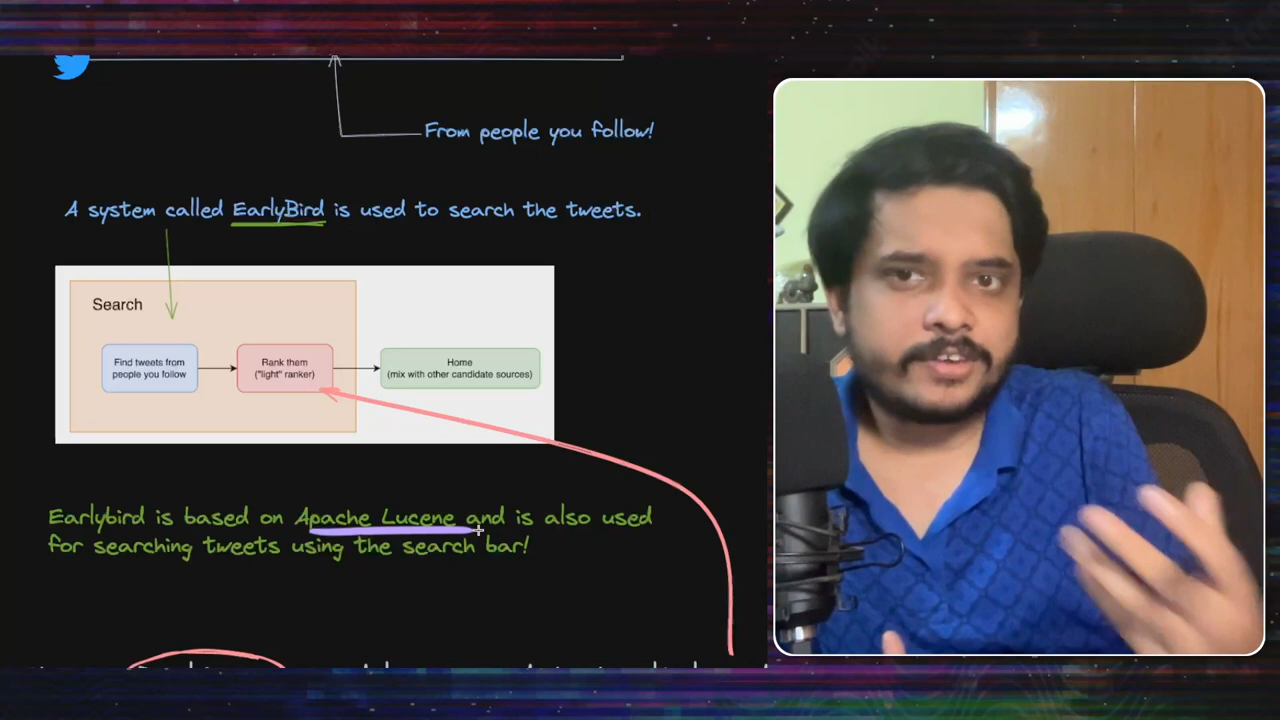 From people you follow!
A system called EarlyBird is used to search the tweets.
Search
Find tweets from
people you follow
Rank them
("light" ranker)
Home
(mix with other candidate sources)
Earlybird is based on Apache Lucene and is also used
for searching tweets using the search bar!